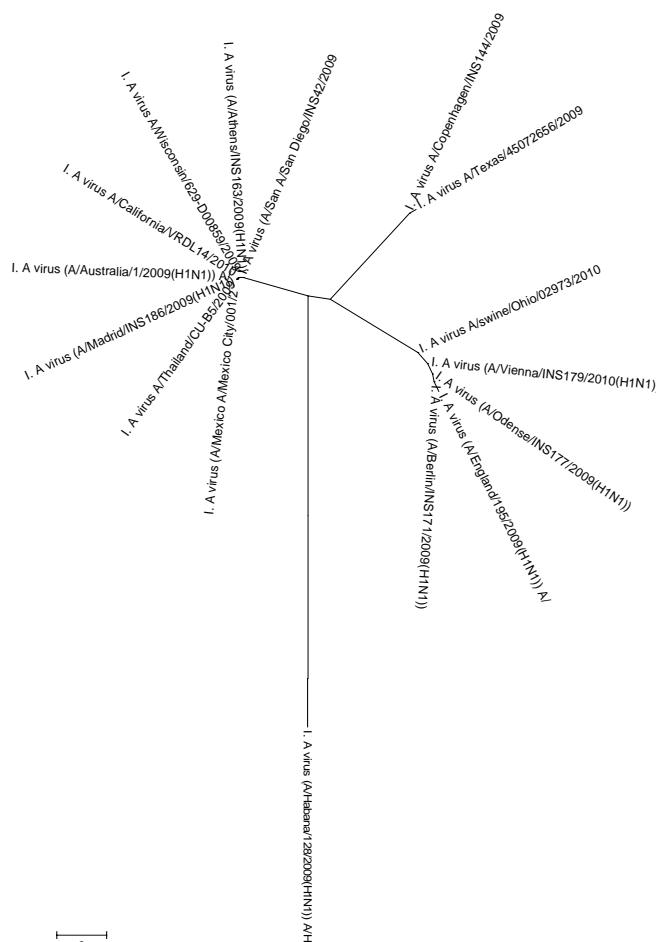 I. A virus (A/Athens/INS163/2009(H1N1))
I. A virus (A/San A/San Diego/INS42/2009
I. A virus A/Wisconsin/629-D00859/2009
I. A virus A/California/VRDL14/201
I. A virus (A/Australia/1/2009(H1N1)) A/
I. A virus (A/Madrid/INS186/2009(H1N1))
I. A virus A/Thailand/CU-B5/2009
I. A virus (A/Mexico A/Mexico City/001/2
I. A virus A/Copenhagen/INS144/2009
I. A virus A/Texas/45072656/2009
I. A virus A/swine/Ohio/02973/2010
I. A virus (A/Vienna/INS179/2010(H1N1)
I. A virus (A/Odense/INS177/2009(H1N1))
I. A virus (A/England/195/2009(H1N1)) A/
I. A virus (A/Berlin/INS171/2009(H1N1))
I. A virus (A/Habana/128/2009(H1N1)) A/H